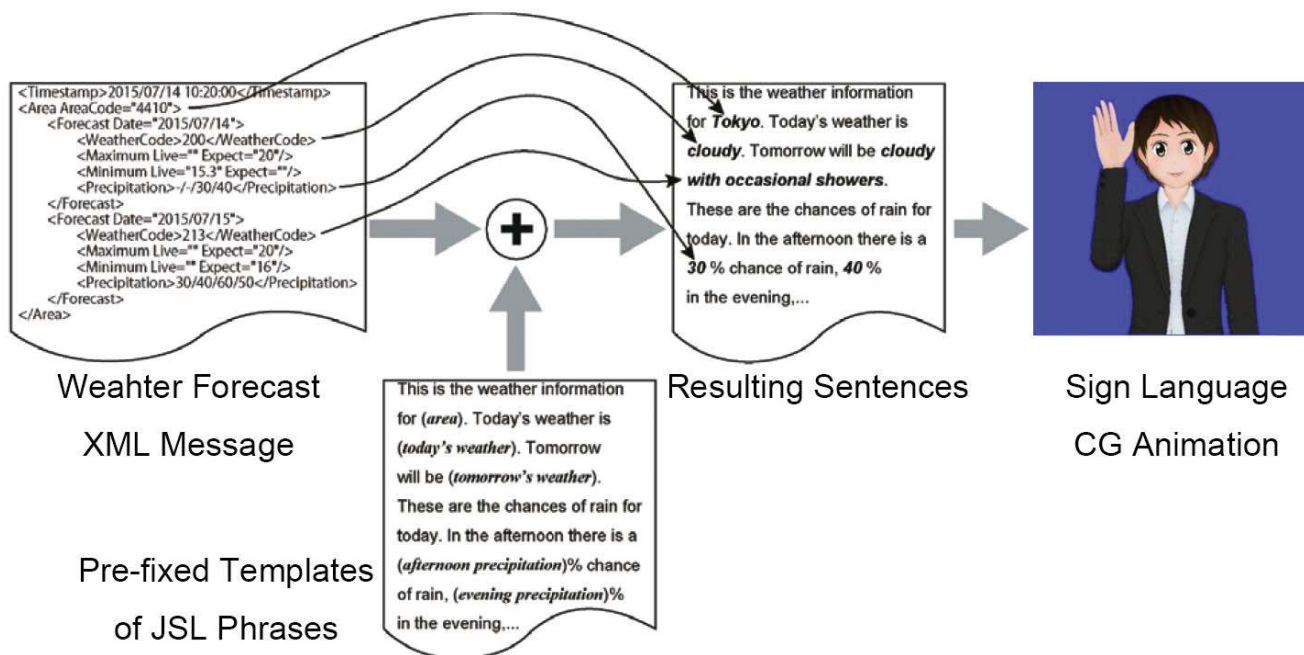 <Timestamp>2015/07/14 10:20:00</Timestamp>
<Area AreaCode="4410">
<Forecast Date="2015/07/14">
<WeatherCode>200</WeatherCode>
<Maximum Live="" Expect="20"/>
<Minimum Live="15.3" Expect=""/>
<Precipitation>-/-/30/40</Precipitation>
</Forecast>
<Forecast Date="2015/07/15">
<WeatherCode>213</WeatherCode>
<Maximum Live="" Expect="20"/>
<Minimum Live="" Expect="16"/>
<Precipitation>30/40/60/50</Precipitation>
</Forecast>
</Area>
Weahter Forecast
XML Message
This is the weather information
for (area). Today's weather is
(today's weather). Tomorrow
will be (tomorrow's weather).
These are the chances of rain for
today. In the afternoon there is a
(afternoon precipitation)% chance
of rain, (evening precipitation)%
in the evening,...
Pre-fixed Templates
of JSL Phrases
This is the weather information
for Tokyo. Today's weather is
cloudy. Tomorrow will be cloudy
with occasional showers.
These are the chances of rain for
today. In the afternoon there is a
30 % chance of rain, 40 %
in the evening,...
Resulting Sentences
Sign Language
CG Animation